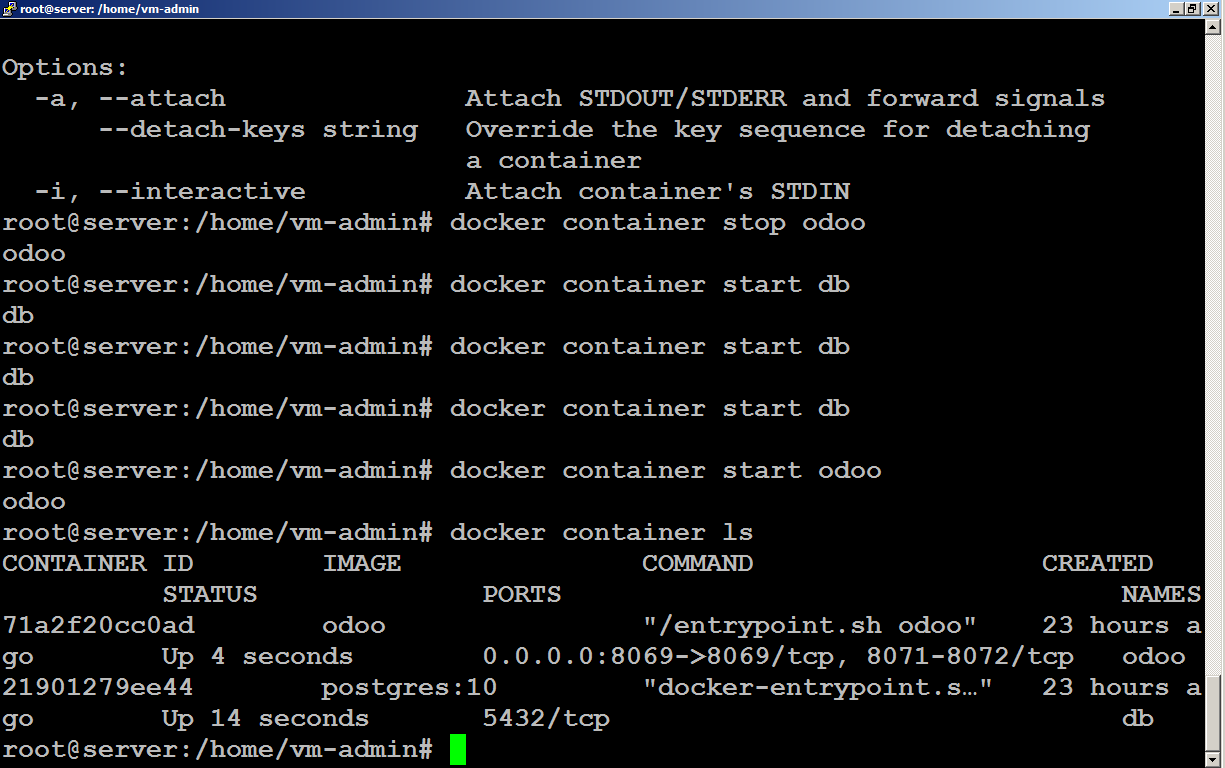 root@server: /home/vm-admin
Options:
  -a, --attach               Attach STDOUT/STDERR and forward signals
      --detach-keys string   Override the key sequence for detaching
                             a container
  -i, --interactive          Attach container's STDIN
root@server:/home/vm-admin# docker container stop odoo
odoo
root@server:/home/vm-admin# docker container start db
db
root@server:/home/vm-admin# docker container start db
db
root@server:/home/vm-admin# docker container start db
db
root@server:/home/vm-admin# docker container start odoo
odoo
root@server:/home/vm-admin# docker container ls
CONTAINER ID        IMAGE               COMMAND                  CREATED
          STATUS              PORTS                                   NAMES
71a2f20cc0ad        odoo                "/entrypoint.sh odoo"    23 hours a
go        Up 4 seconds        0.0.0.0:8069->8069/tcp, 8071-8072/tcp   odoo
21901279ee44        postgres:10         "docker-entrypoint.s…"   23 hours a
go        Up 14 seconds       5432/tcp                                db
root@server:/home/vm-admin#